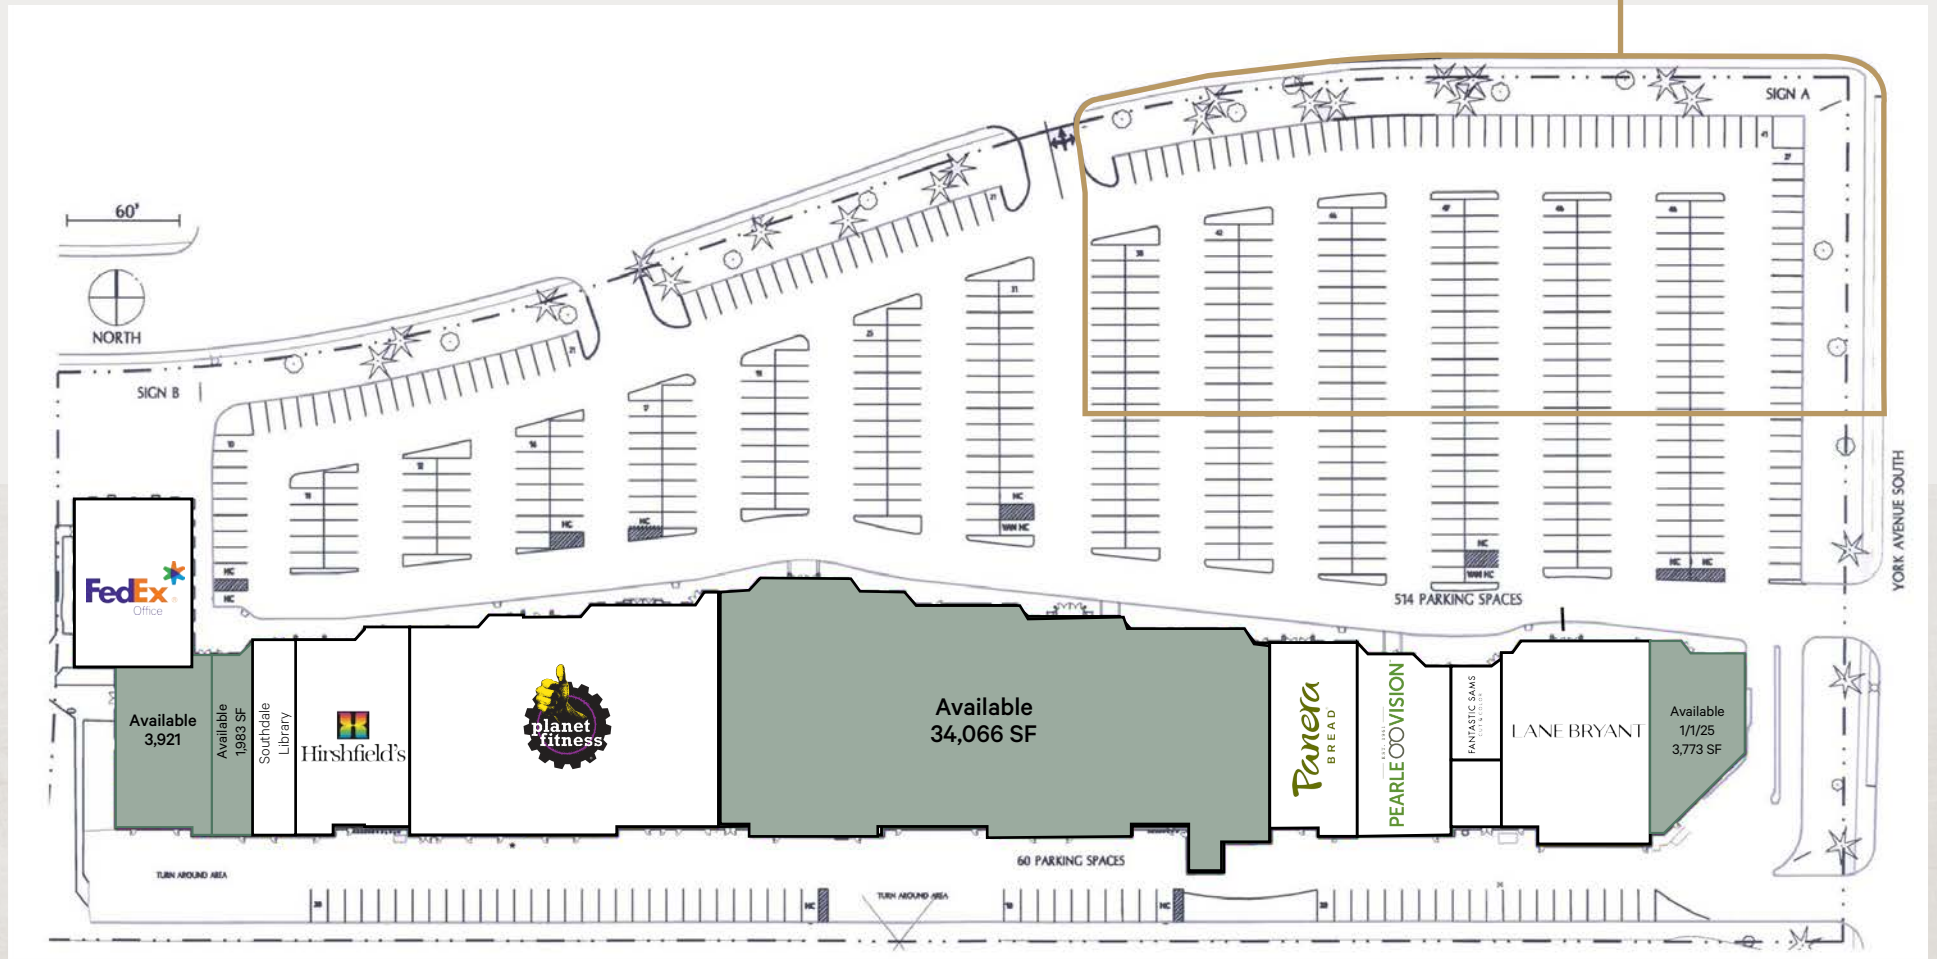 SIGN A
60'
NORTH
SIGN B
YORK AVENUE SOUTH
HC
HC
HC
HC
HC
VAN HC
HC
VAN HC
HC HC
514 PARKING SPACES
FedEx
Office
Available
3,921
Available
1,983 SF
Southdale
Library
Hirshfield's
planet
fitness
Available
34,066 SF
Panera
BREAD
PEARLE VISION
FANTASTIC SAMS
CUT & COLOR
LANE BRYANT
Available
1/1/25
3,773 SF
60 PARKING SPACES
TURN AROUND AREA
TURN AROUND AREA
HC
HC